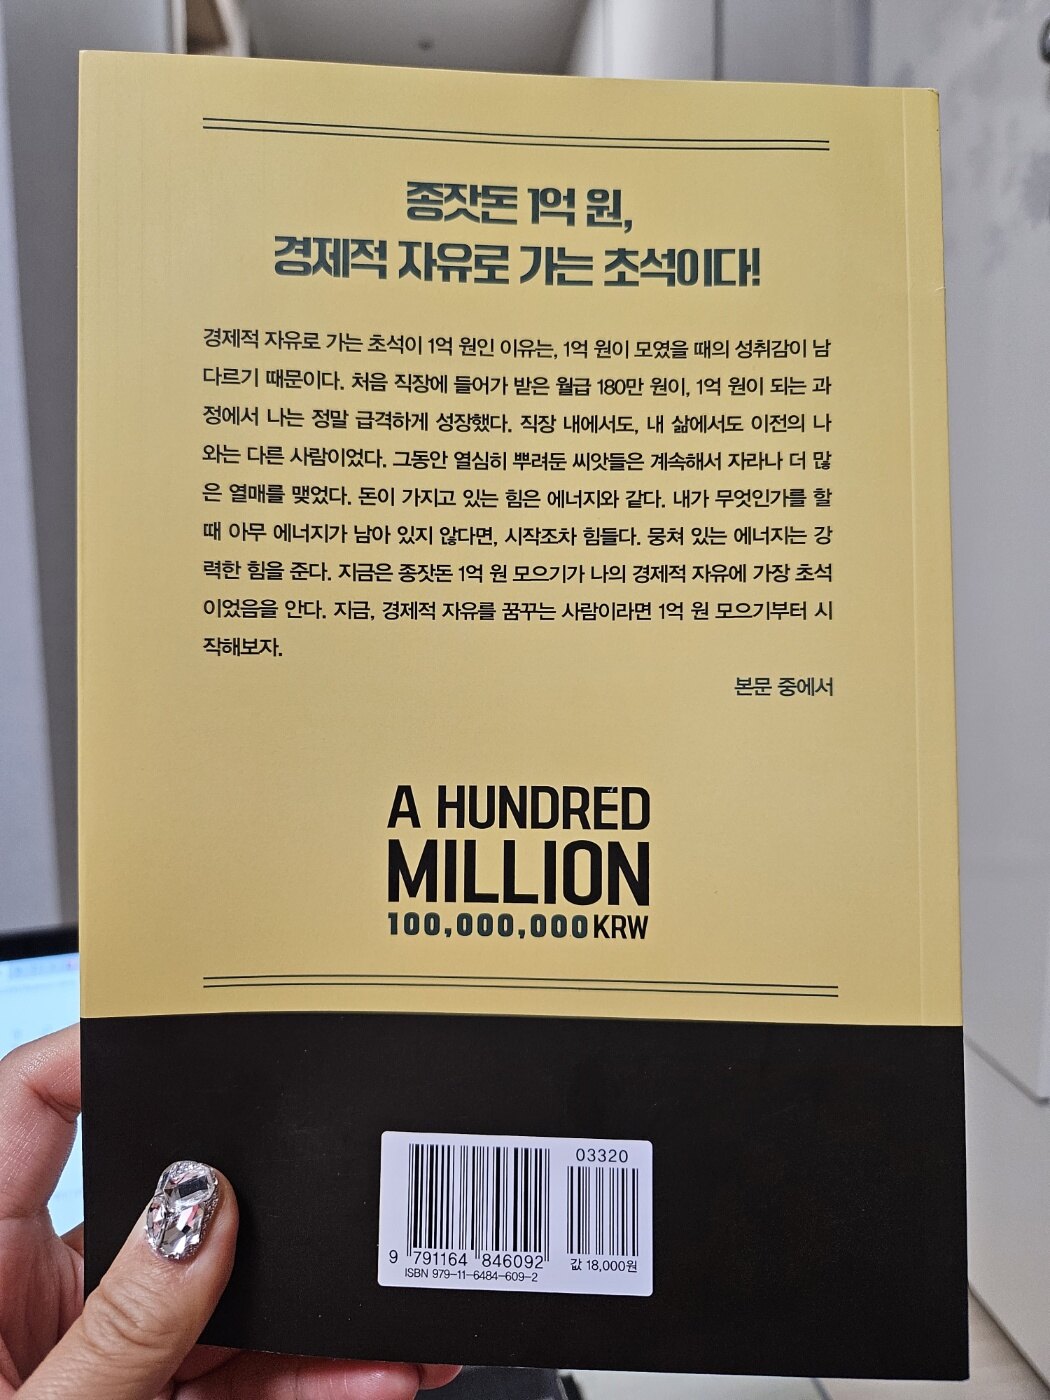 종잣돈 1억 원,
경제적 자유로 가는 초석이다!
경제적 자유로 가는 초석이 1억 원인 이유는, 1억 원이 모였을 때의 성취감이 남
다르기 때문이다. 처음 직장에 들어가 받은 월급 180만 원이, 1억 원이 되는 과
정에서 나는 정말 급격하게 성장했다. 직장 내에서도, 내 삶에서도 이전의 나
와는 다른 사람이었다. 그동안 열심히 뿌려둔 씨앗들은 계속해서 자라나 더 많
은 열매를 맺었다. 돈이 가지고 있는 힘은 에너지와 같다. 내가 무엇인가를 할
때 아무 에너지가 남아 있지 않다면, 시작조차 힘들다. 뭉쳐 있는 에너지는 강
력한 힘을 준다. 지금은 종잣돈 1억 원 모으기가 나의 경제적 자유에 가장 초석
이었음을 안다. 지금, 경제적 자유를 꿈꾸는 사람이라면 1억 원 모으기부터 시
작해보자.
본문 중에서
A HUNDRED
MILLION
100,000,000KRW
03320
9 791164 846092
값 18,000원
ISBN 979-11-6484-609-2